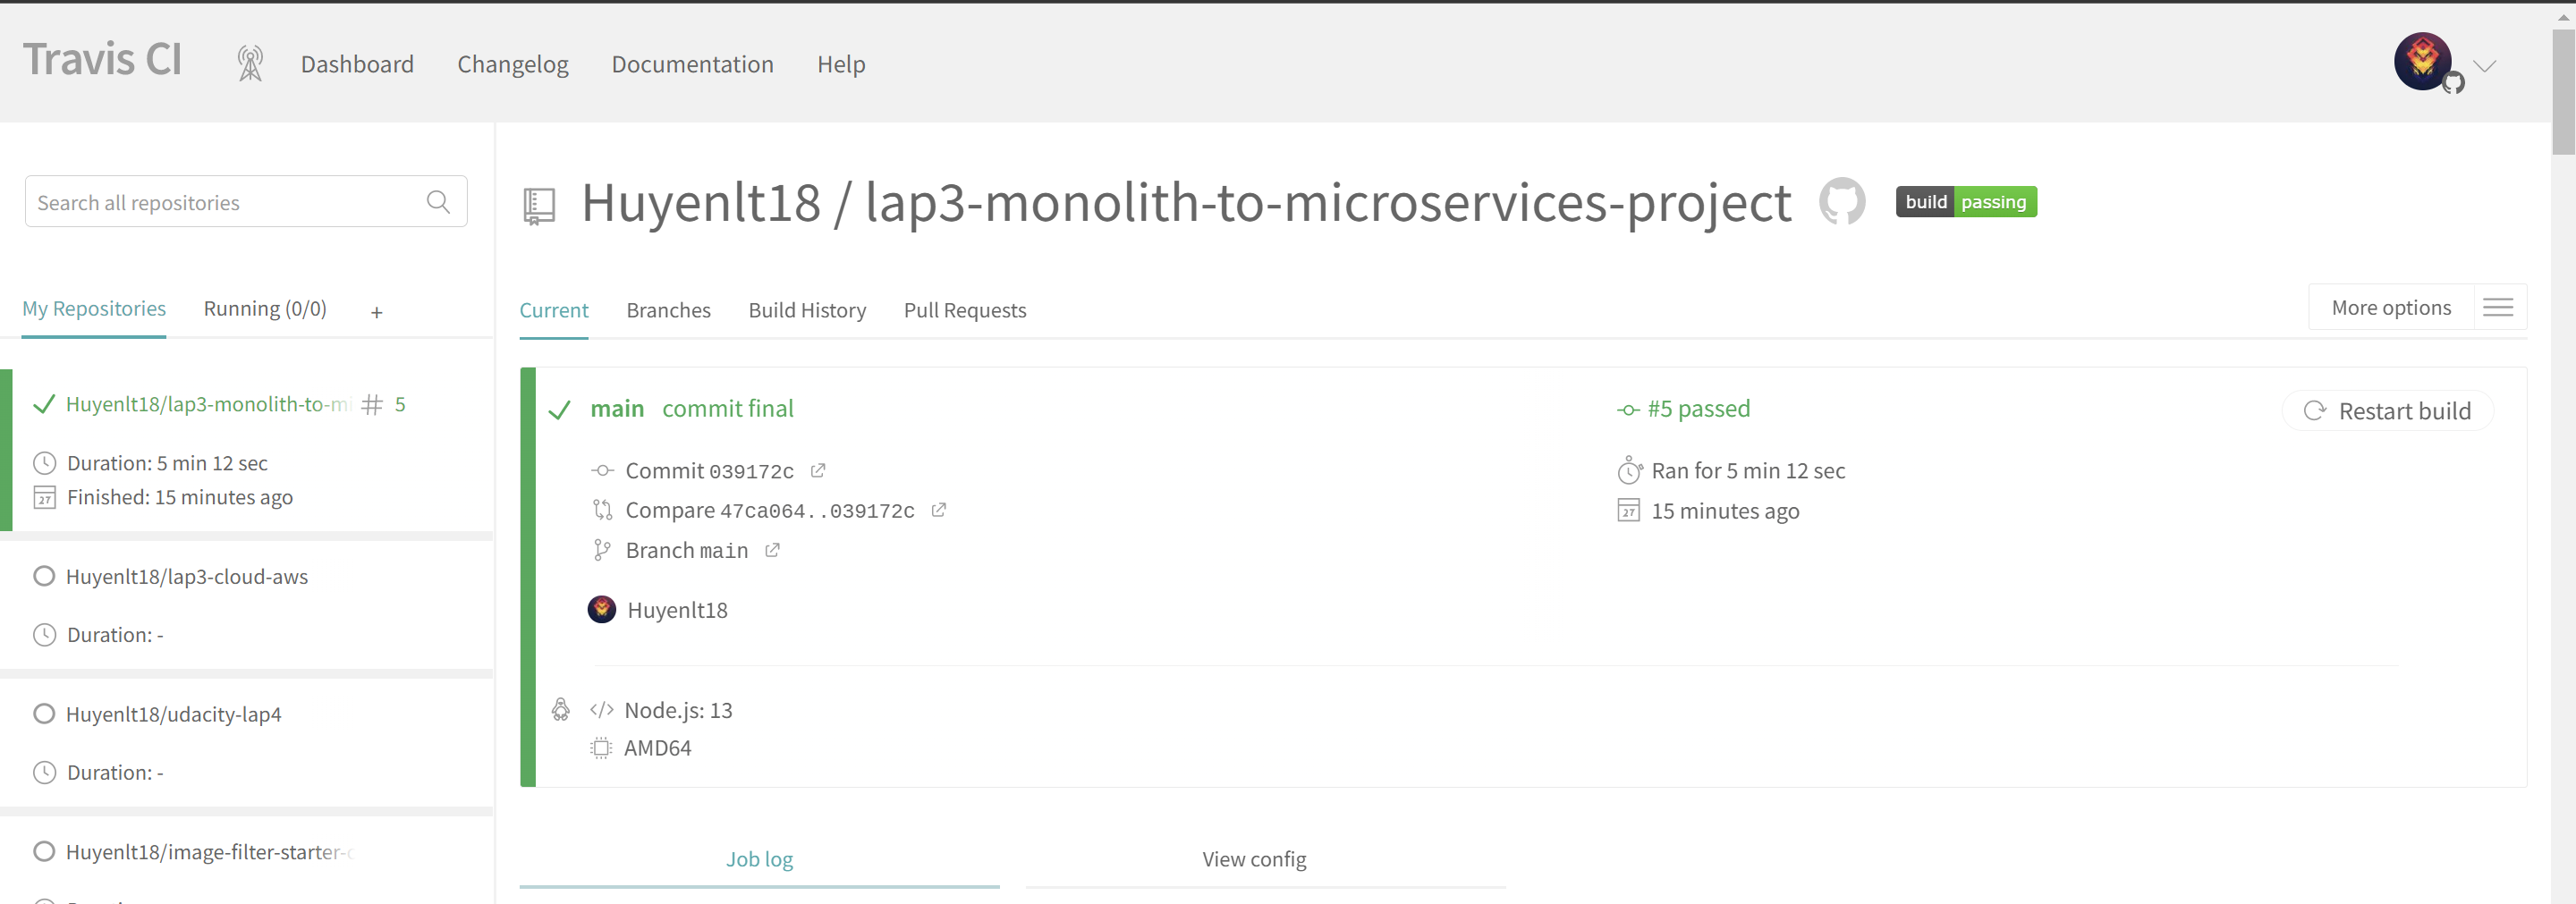 Travis CI
Dashboard
Changelog
Documentation
Help
Search all repositories
My Repositories
Running (0/0)
+
Huyenlt18/lap3-monolith-to-mi
# 5
Duration: 5 min 12 sec
27
Finished: 15 minutes ago
Huyenlt18/lap3-cloud-aws
Duration: -
Huyenlt18/udacity-lap4
Duration: -
Huyenlt18/image-filter-starter-
Huyenlt18 / lap3-monolith-to-microservices-project
build passing
Current
Branches
Build History
Pull Requests
More options
main commit final
Commit 039172c
Compare 47ca064..039172c
Branch main
Huyenlt18
#5 passed
Ran for 5 min 12 sec
27
15 minutes ago
Restart build
</> Node.js: 13
AMD64
Job log
View config